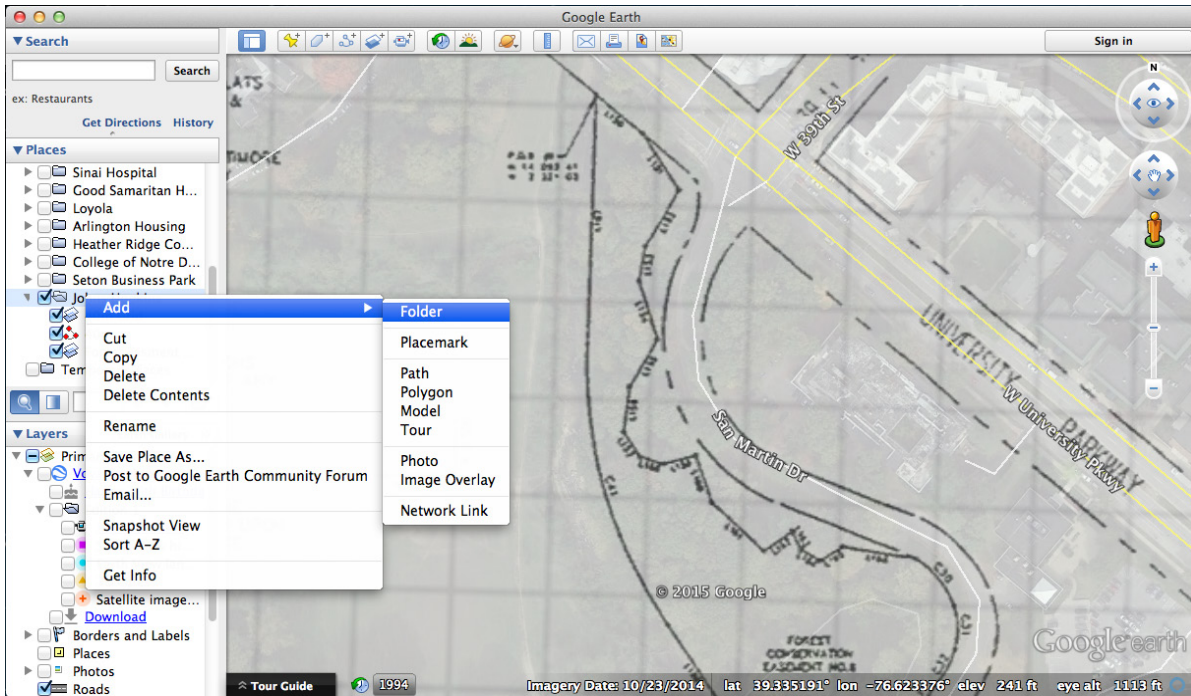 Google Earth
Search
Sign in
Search
ex: Restaurants
Get Directions History
Places
Sinai Hospital
Good Samaritan H...
Loyola
Arlington Housing
Heather Ridge Co...
College of Notre D...
Seton Business Park
Add
Cut
Copy
Delete
Delete Contents
Rename
Save Place As...
Post to Google Earth Community Forum
Email...
Snapshot View
Sort A-Z
Get Info
Folder
Placemark
Path
Polygon
Model
Tour
Photo
Image Overlay
Network Link
Layers
Satellite image...
Download
Borders and Labels
Places
Photos
Roads
N
&
W 39th St
UNIVERSITY
PARKWAY
W University Pkwy
San Martin Dr
© 2015 Google
FOREST
CONSERVATION
EASEMENT NO.8
Google earth
Tour Guide
1994
Imagery Date: 10/23/2014 lat 39.335191° lon -76.623376° elev 241 ft eye alt 1113 ft